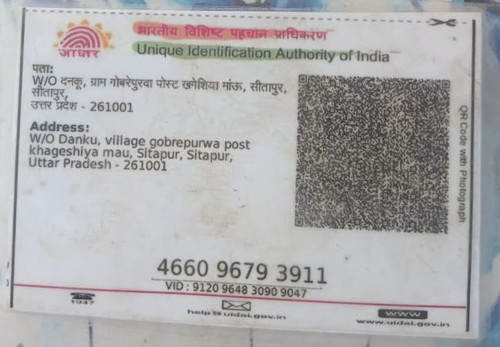 भारतीय विशिष्ट पहचान प्राधिकरण
Unique Identification Authority of India
आधार
पता:
W/O दनकू, ग्राम गोबरेपुरवा पोस्ट खगेशिया मांऊ, सीतापुर,
सीतापुर,
उत्तर प्रदेश - 261001
Address:
W/O Danku, village gobrepurwa post
khageshiya mau, Sitapur, Sitapur,
Uttar Pradesh - 261001
QR Code with Photograph
4660 9679 3911
VID : 9120 9648 3090 9047
1947
help@uidai.gov.in
www
www.uidai.gov.in